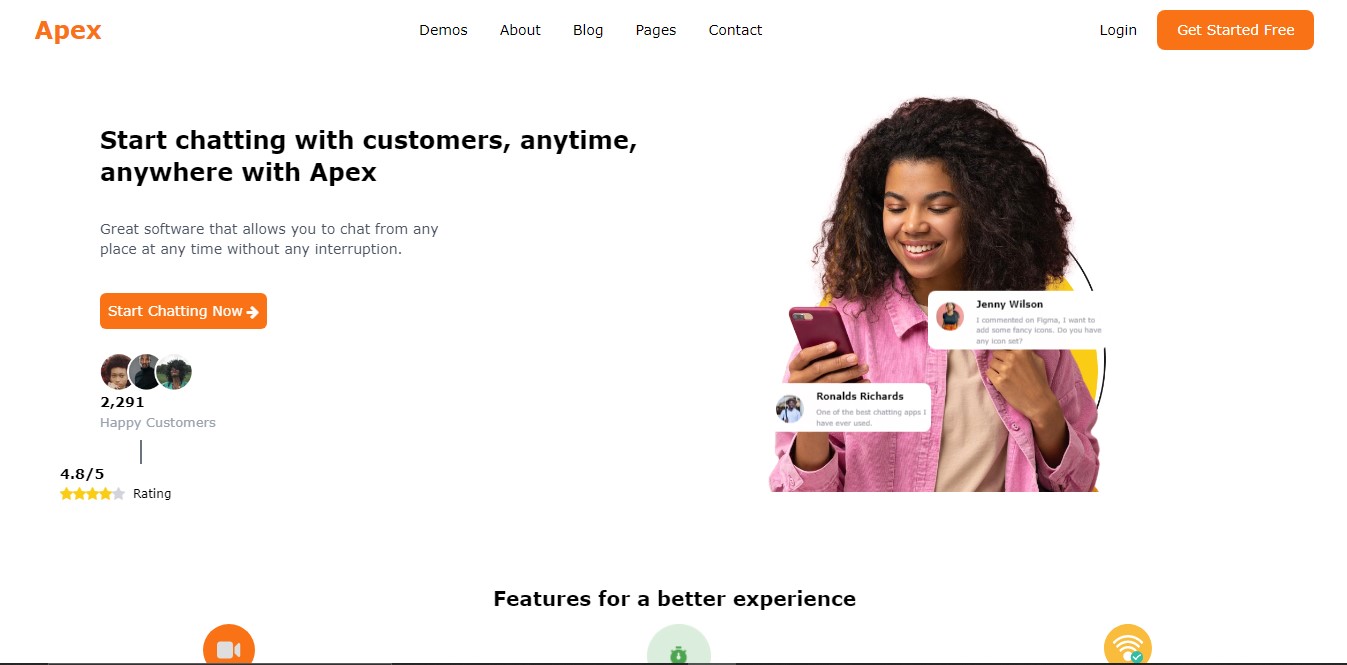 Apex
Demos
About
Blog
Pages
Contact
Login
Get Started Free
Start chatting with customers, anytime,
anywhere with Apex
Great software that allows you to chat from any
place at any time without any interruption.
Start Chatting Now
2,291
Happy Customers
4.8/5
Rating
Jenny Wilson
I commented on Figma, I want to
add some fancy icons. Do you have
any icon set?
Ronalds Richards
One of the best chatting apps I
have ever used.
Features for a better experience